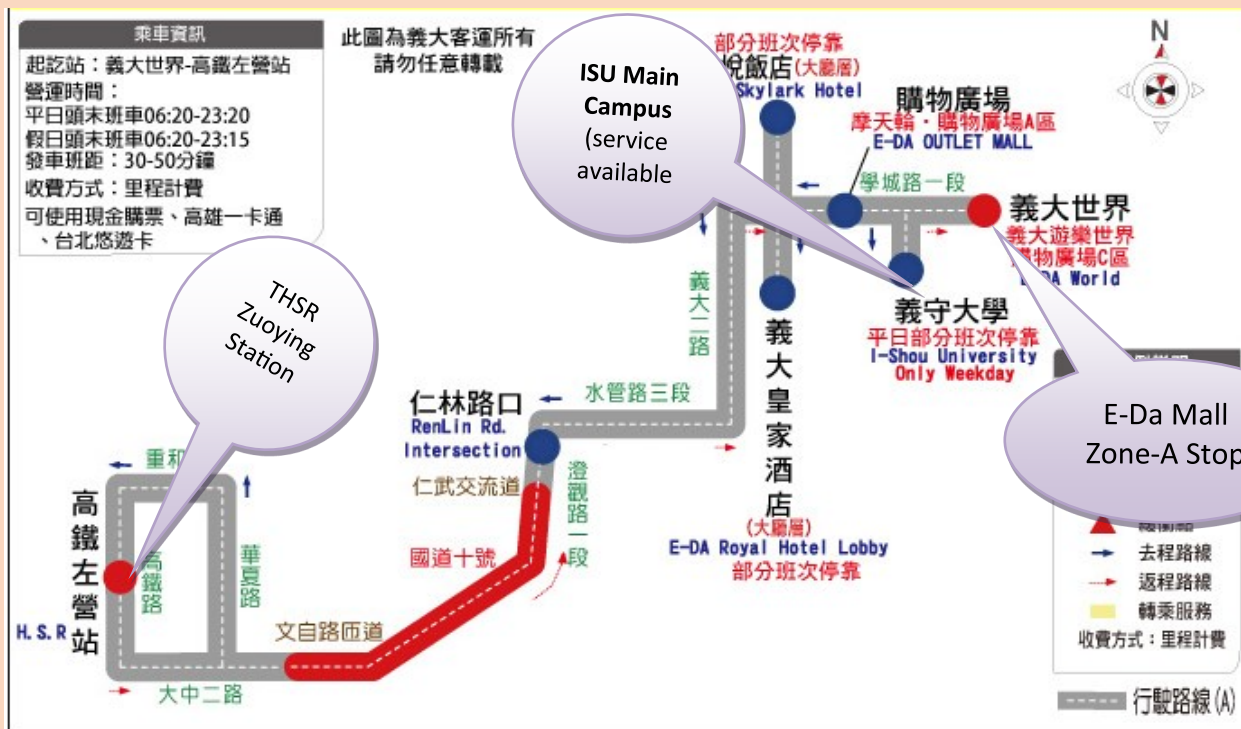 乘車資訊
起訖站：義大世界-高鐵左營站
營運時間：
平日頭末班車06:20-23:20
假日頭末班車06:20-23:15
發車班距：30-50分鐘
收費方式：里程計費
可使用現金購票、高雄一卡通
、台北悠遊卡
此圖為義大客運所有
請勿任意轉載
ISU Main
Campus
(service
available
部分班次停靠
悅飯店(大廳層)
Skylark Hotel
購物廣場
摩天輪・購物廣場A區
E-DA OUTLET MALL
N
學城路一段
義大世界
義大遊樂世界
購物廣場C區
World
義守大學
平日部分班次停靠
I-Shou University
Only Weekday
THSR
Zuoying
Station
義大二路
義大皇家酒店
(大廳層)
E-DA Royal Hotel Lobby
部分班次停靠
水管路三段
仁林路口
RenLin Rd.
Intersection
仁武交流道
澄觀路一段
國道十號
重和
高鐵左營站
H.S.R
高鐵路
華夏路
文自路匝道
大中二路
E-Da Mall
Zone-A Stop
去程路線
返程路線
轉乘服務
收費方式：里程計費
行駛路線(A)